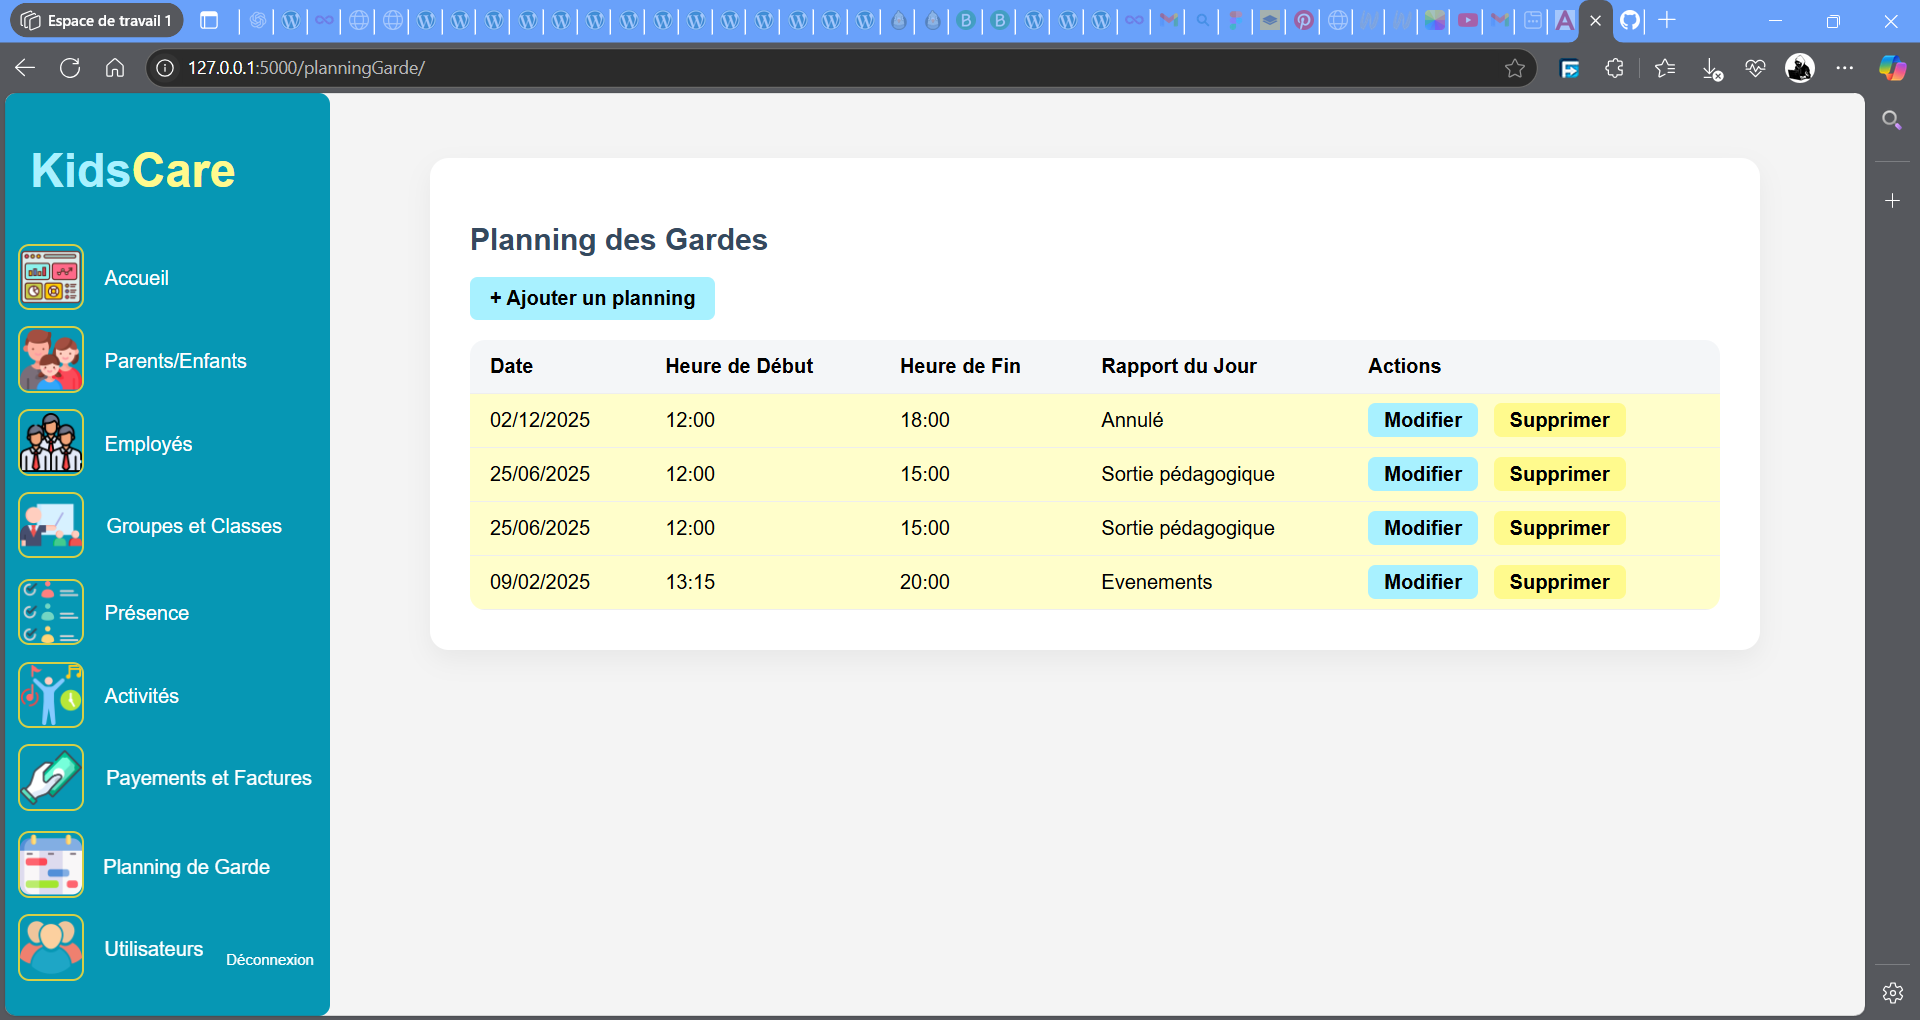 Espace de travail 1
127.0.0.1:5000/planningGarde/
KidsCare
Accueil
Parents/Enfants
Employés
Groupes et Classes
Présence
Activités
Payements et Factures
Planning de Garde
Utilisateurs
Déconnexion
Planning des Gardes
+ Ajouter un planning
Date Heure de Début Heure de Fin Rapport du Jour Actions
02/12/2025 12:00 18:00 Annulé Modifier Supprimer
25/06/2025 12:00 15:00 Sortie pédagogique Modifier Supprimer
25/06/2025 12:00 15:00 Sortie pédagogique Modifier Supprimer
09/02/2025 13:15 20:00 Evenements Modifier Supprimer